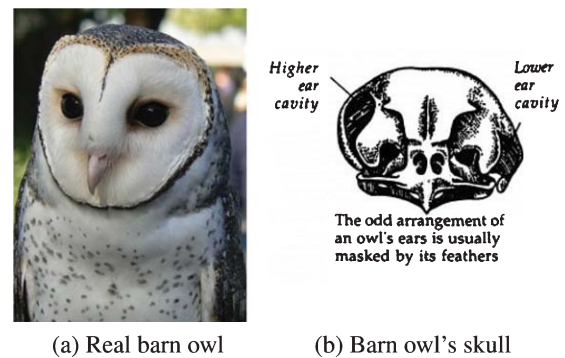 Higher
ear
cavity
Lower
ear
cavity
The odd arrangement of
an owl's ears is usually
masked by its feathers
(a) Real barn owl
(b) Barn owl's skull